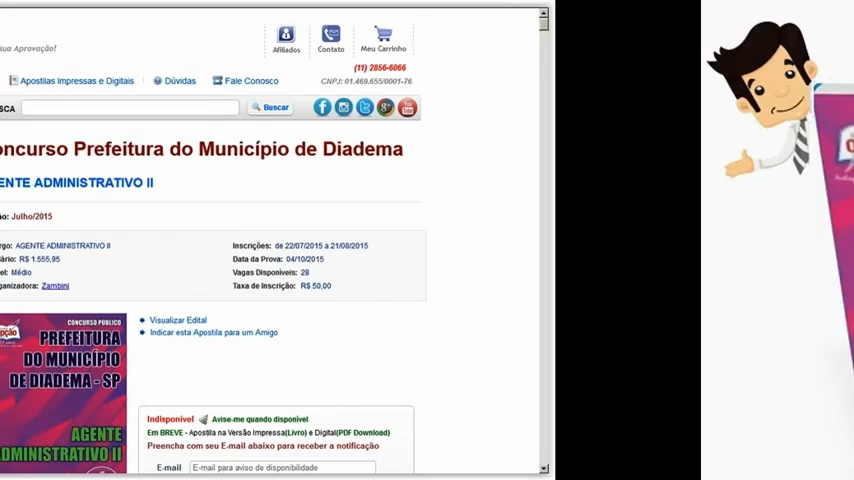 sua Aprovação!
Afiliados
Contato
Meu Carrinho
(11) 2856-6066
Apostilas Impressas e Digitais
Dúvidas
Fale Conosco
CNPJ: 01.469.655/0001-76
SCA
Buscar
oncurso Prefeitura do Município de Diadema
ENTE ADMINISTRATIVO II
ão: Julho/2015
rgo: AGENTE ADMINISTRATIVO II
Inscrições: de 22/07/2015 à 21/08/2015
ário: R$ 1.555,95
Data da Prova: 04/10/2015
el: Médio
Vagas Disponíveis: 28
ganizadora: Zambini
Taxa de Inscrição: R$ 50,00
Visualizar Edital
Indicar esta Apostila para um Amigo
pção
CONCURSO PÚBLICO
PREFEITURA
DO MUNICÍPIO
DE DIADEMA - SP
AGENTE
DMINISTRATIVO II
Indisponível Avise-me quando disponível
Em BREVE - Apostila na Versão Impressa(Livro) e Digital(PDF Download)
Preencha com seu E-mail abaixo para receber a notificação
E-mail
E-mail para aviso de disponibilidade